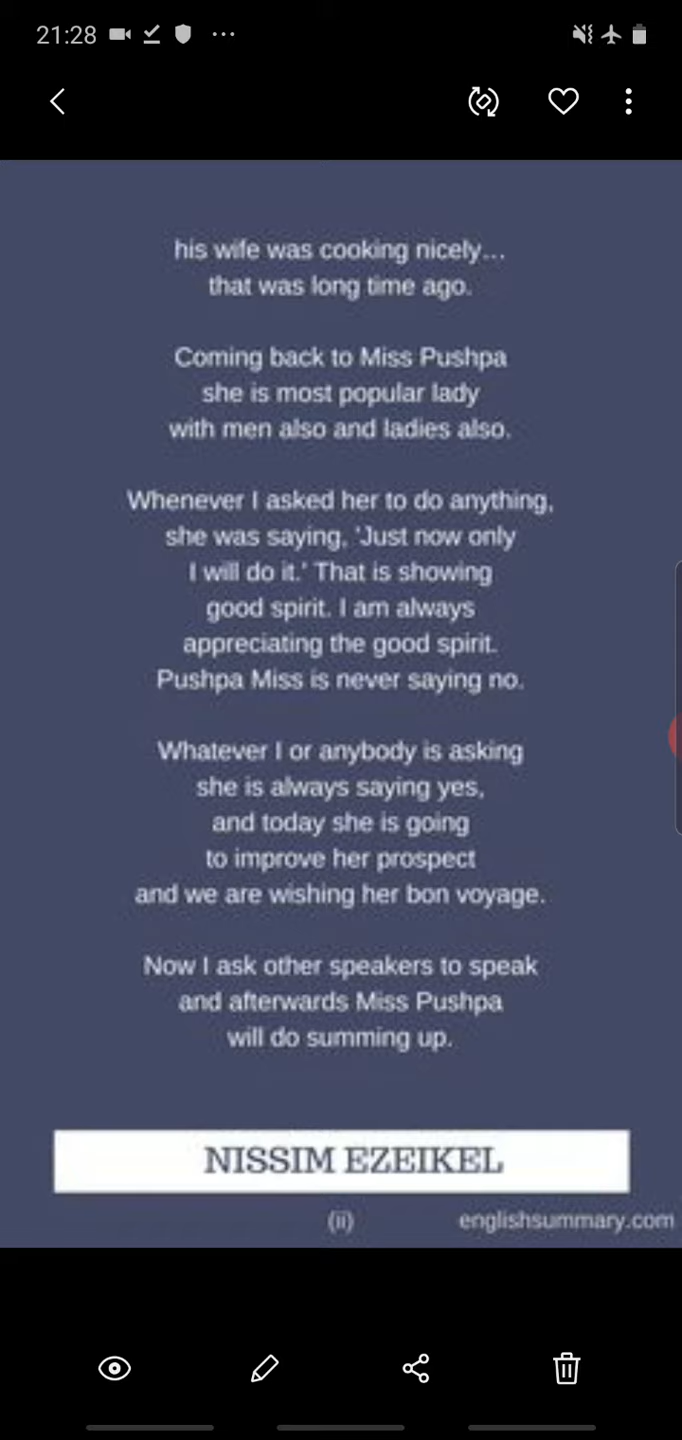 21:28
his wife was cooking nicely...
that was long time ago.
Coming back to Miss Pushpa
she is most popular lady
with men also and ladies also.
Whenever I asked her to do anything,
she was saying, 'Just now only
I will do it.' That is showing
good spirit. I am always
appreciating the good spirit.
Pushpa Miss is never saying no.
Whatever I or anybody is asking
she is always saying yes,
and today she is going
to improve her prospect
and we are wishing her bon voyage.
Now I ask other speakers to speak
and afterwards Miss Pushpa
will do summing up.
NISSIM EZEIKEL
(ii) englishsummary.com